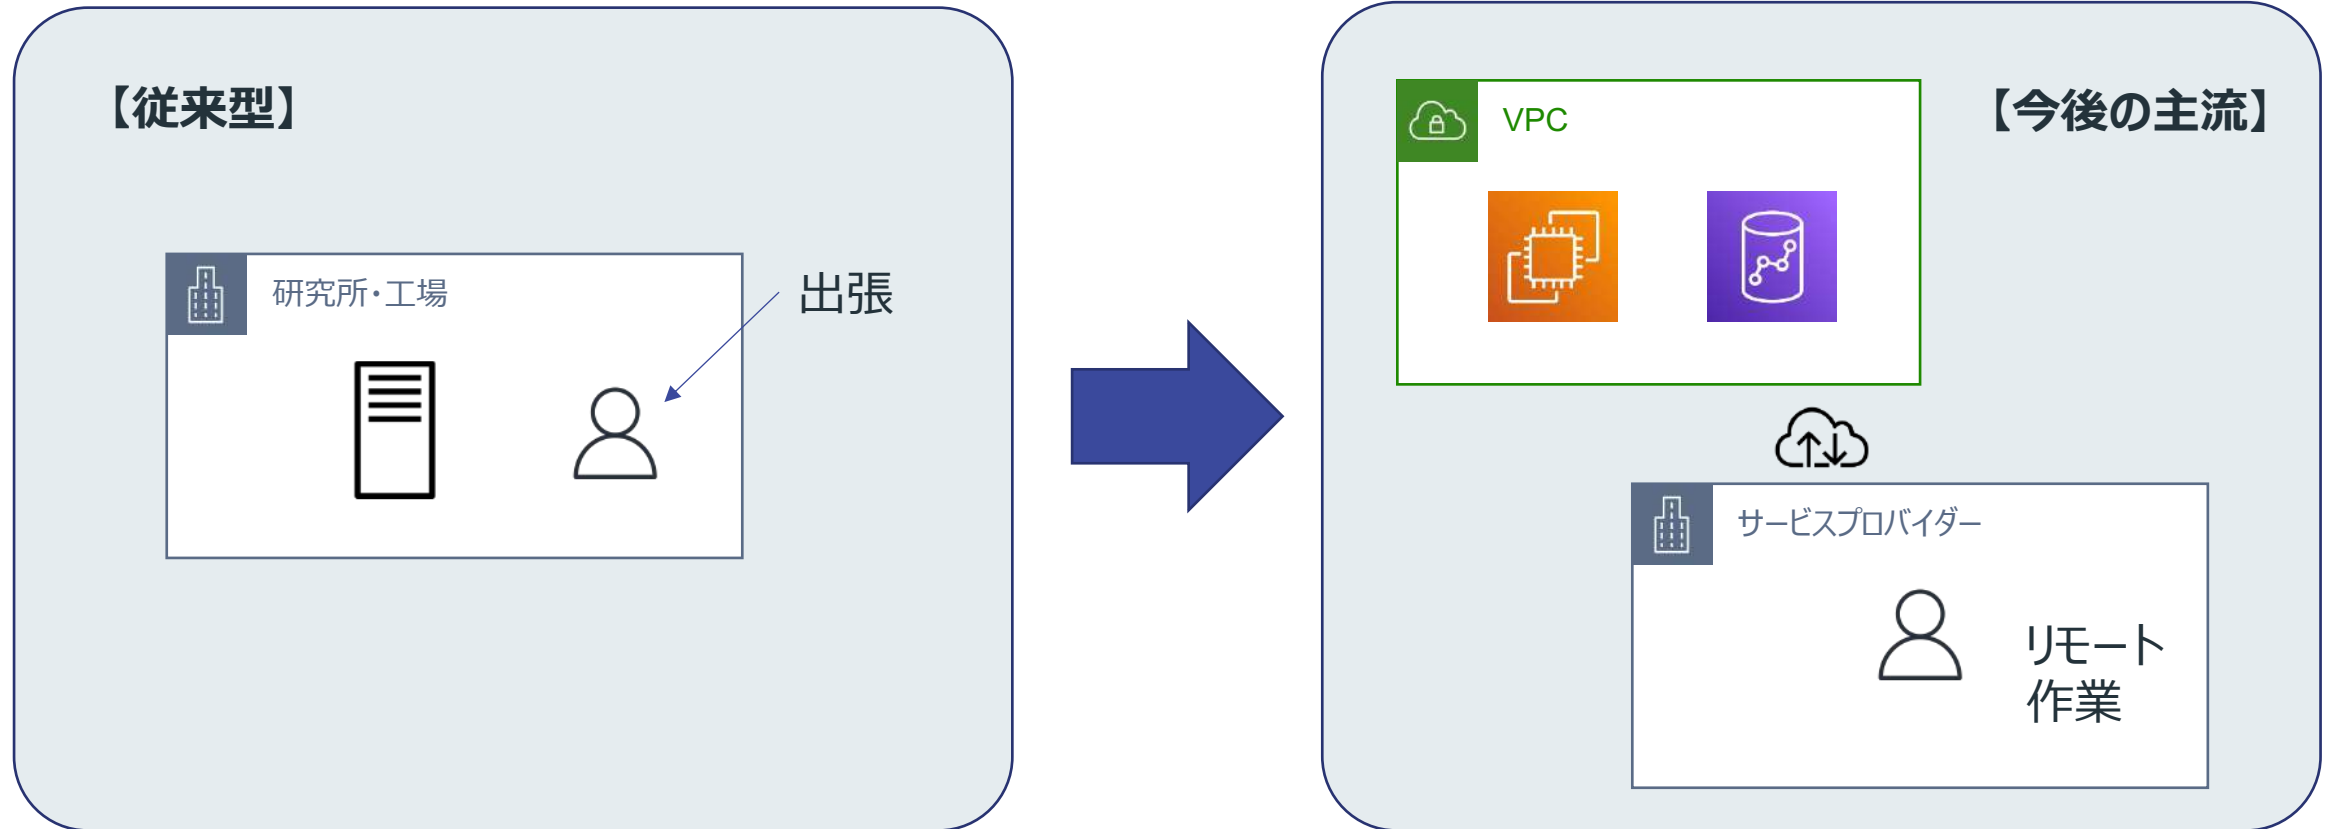 【従来型】
研究所・工場
出張
【今後の主流】
VPC
サービスプロバイダー
リモート
作業